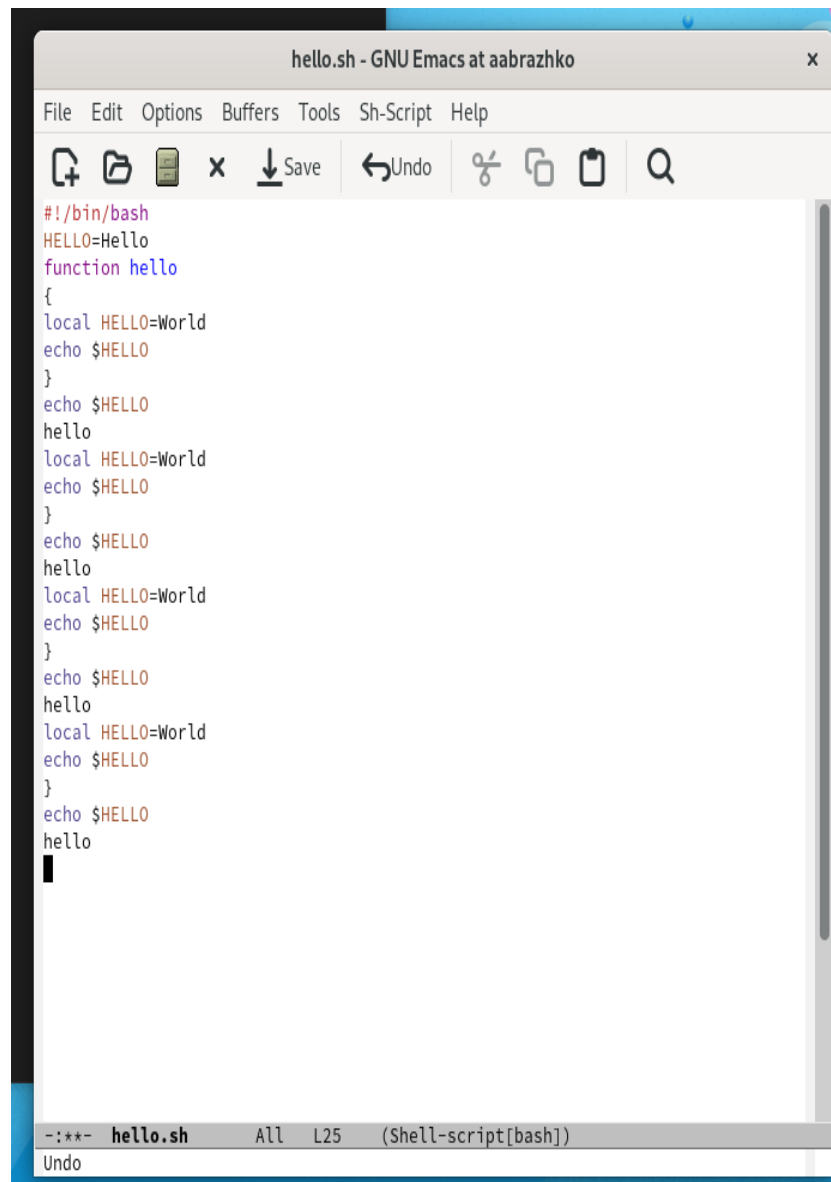 hello.sh - GNU Emacs at aabrazhko x
File Edit Options Buffers Tools Sh-Script Help
Save Undo
#!/bin/bash
HELLO=Hello
function hello
{
local HELLO=World
echo $HELLO
}
echo $HELLO
hello
local HELLO=World
echo $HELLO
}
echo $HELLO
hello
local HELLO=World
echo $HELLO
}
echo $HELLO
hello
local HELLO=World
echo $HELLO
}
echo $HELLO
hello
-:**- hello.sh All L25 (Shell-script[bash])
Undo